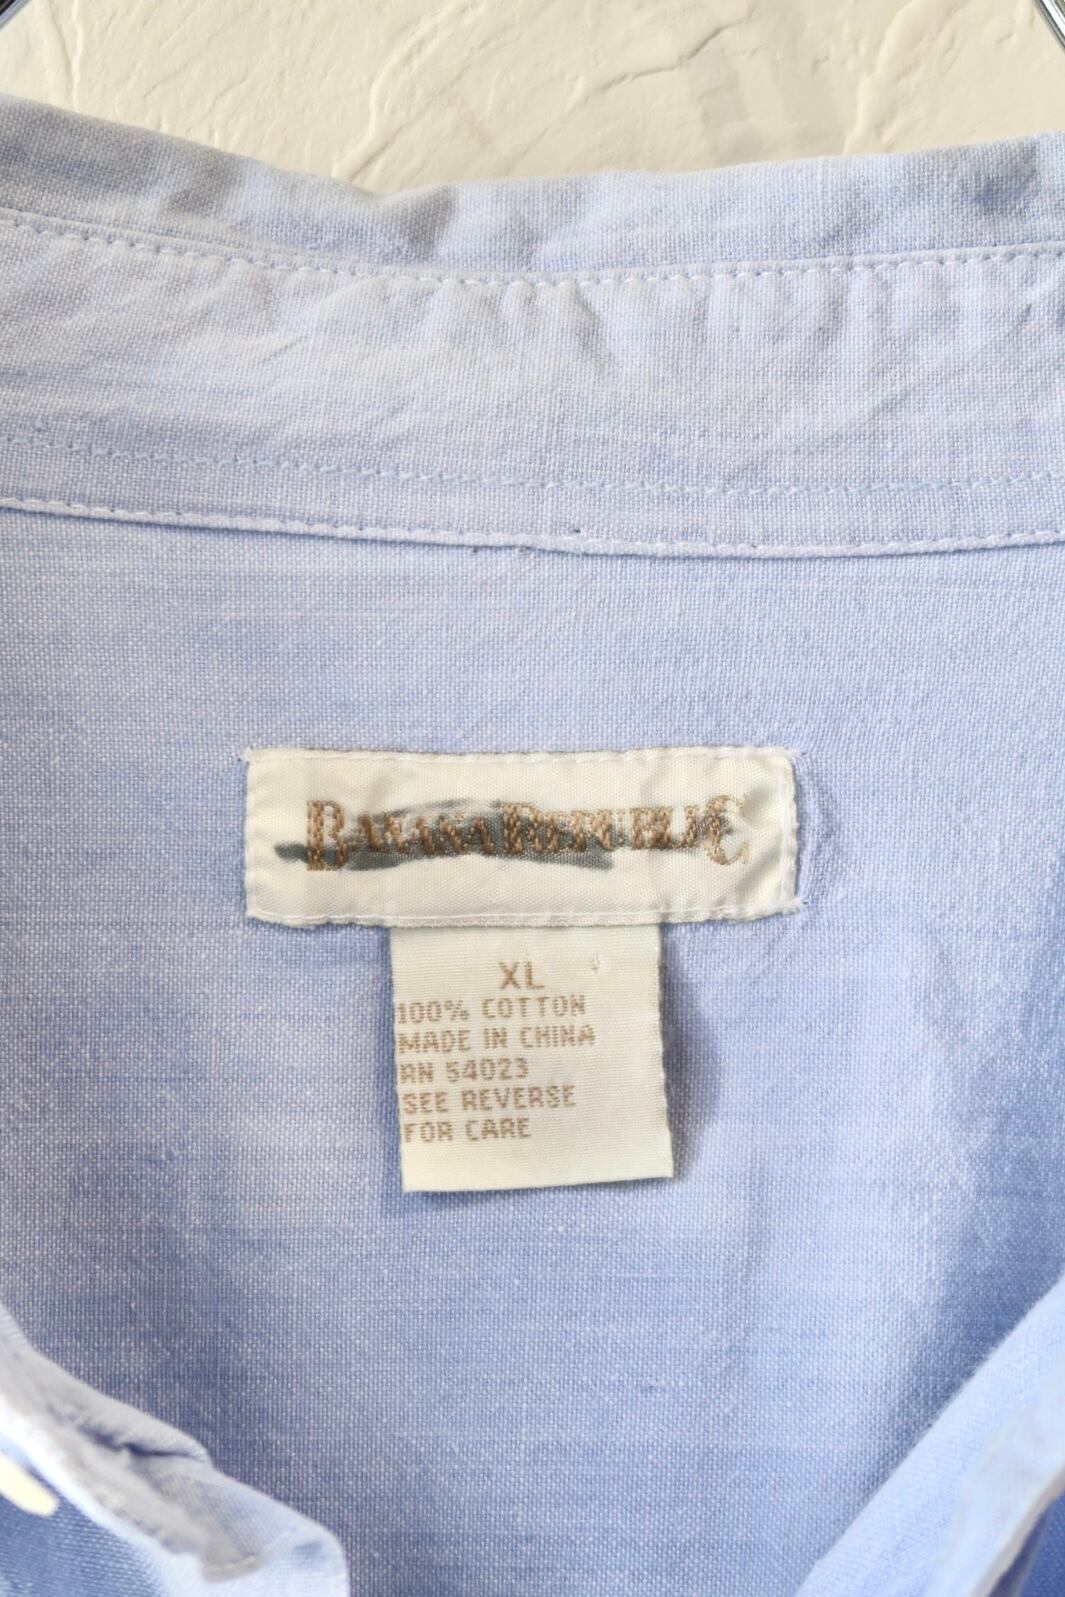 BANANA REPUBLIC
XL
100% COTTON
MADE IN CHINA
RN 54023
SEE REVERSE
FOR CARE